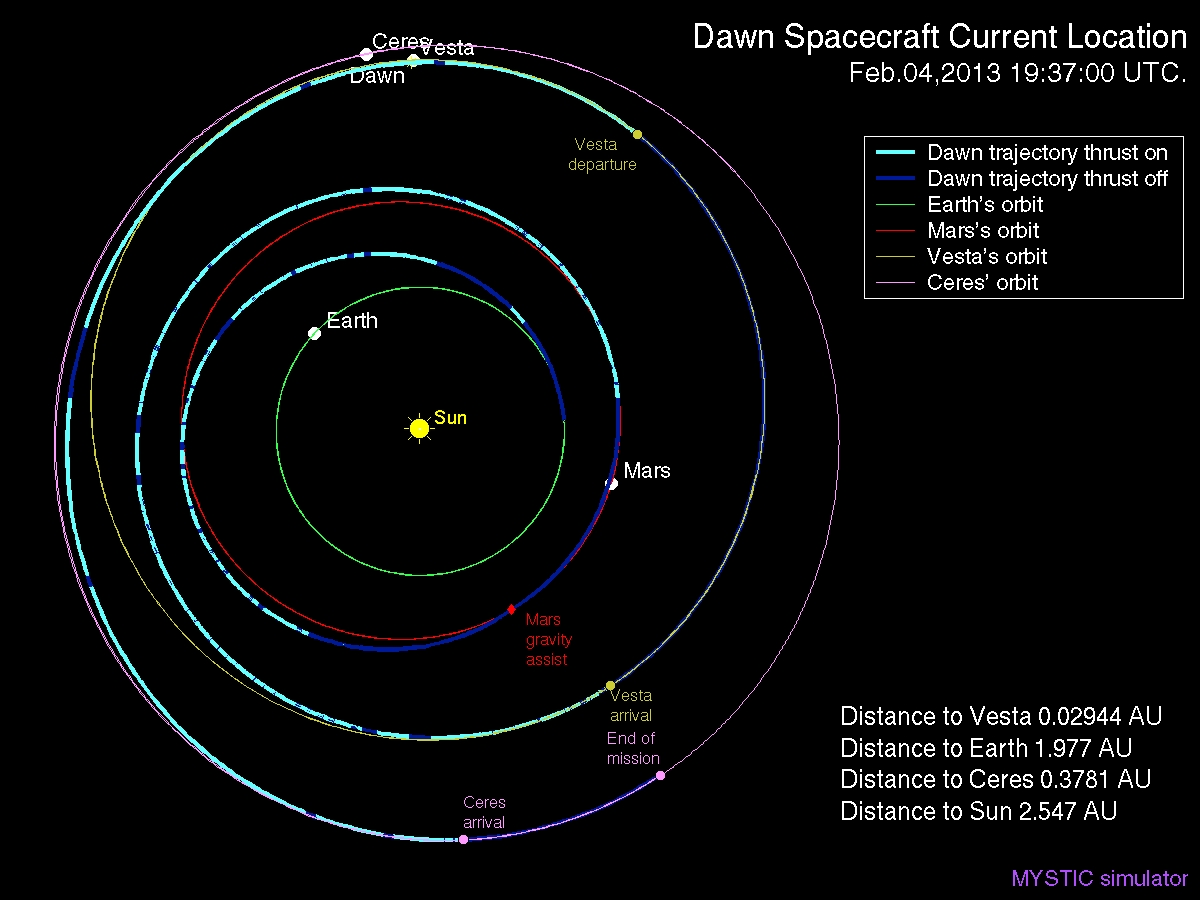 Dawn Spacecraft Current Location
Feb.04,2013 19:37:00 UTC.
Ceres
Vesta
Dawn
Vesta
departure
Dawn trajectory thrust on
Dawn trajectory thrust off
Earth's orbit
Mars's orbit
Vesta's orbit
Ceres' orbit
Earth
Sun
Mars
Mars
gravity
assist
Vesta
arrival
End of
mission
Ceres
arrival
Distance to Vesta 0.02944 AU
Distance to Earth 1.977 AU
Distance to Ceres 0.3781 AU
Distance to Sun 2.547 AU
MYSTIC simulator